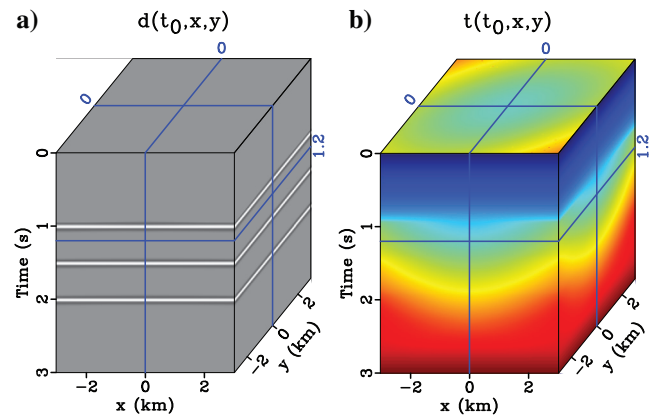 a) d(t0,x,y)
0
0
1.2
0
1
2
3
Time (s)
−2 0 2
x (km)
−2 0 2
y (km)
b) t(t0,x,y)
0
0
1.2
0
1
2
3
Time (s)
−2 0 2
x (km)
−2 0 2
y (km)